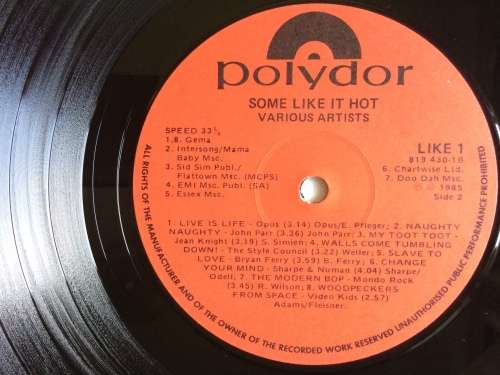 polydor
SOME LIKE IT HOT
VARIOUS ARTISTS
SPEED 33⅓
1.8. Gema
2. Intersong/Mama
Baby Msc.
3. Sid Sim Publ./
Flattown Msc. (MCPS)
4. EMI Msc. Publ. (SA)
5. Essex Msc.
LIKE 1
819 430-1B
6. Chartwise Ltd.
7. Doo Dah Msc.
1985
Side 2
1. LIVE IS LIFE - Opus (3.14) Opus/E. Pfleger; 2. NAUGHTY
NAUGHTY - John Parr (3.36) John Parr; 3. MY TOOT TOOT-
Jean Knight (3.19) S. Simien; 4. WALLS COME TUMBLING
DOWN! - The Style Council (3.22) Weller; 5. SLAVE TO
LOVE - Bryan Ferry (3.59) B. Ferry; 6. CHANGE
YOUR MIND - Sharpe & Numan (4.04) Sharpe/
Odell; 7. THE MODERN BOP - Mondo Rock
(3.45) R. Wilson; 8. WOODPECKERS
FROM SPACE - Video Kids (2.57)
Adams/Fleisner.
ALL RIGHTS OF THE MANUFACTURER AND OF THE OWNER OF THE RECORDED WORK RESERVED UNAUTHORISED PUBLIC PERFORMANCE PROHIBITED